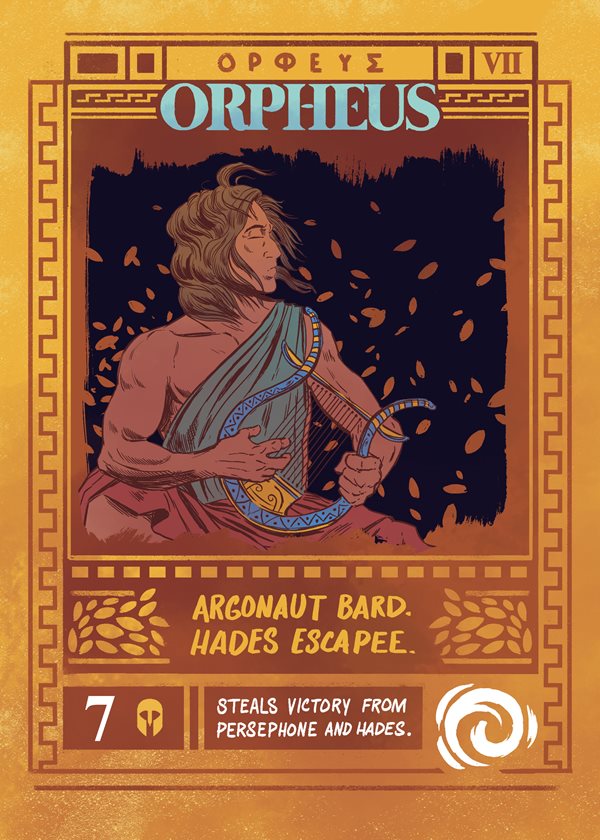 ΟΡΦΕΥΣ
VII
ORPHEUS
ARGONAUT BARD.
HADES ESCAPEE.
7
STEALS VICTORY FROM
PERSEPHONE AND HADES.